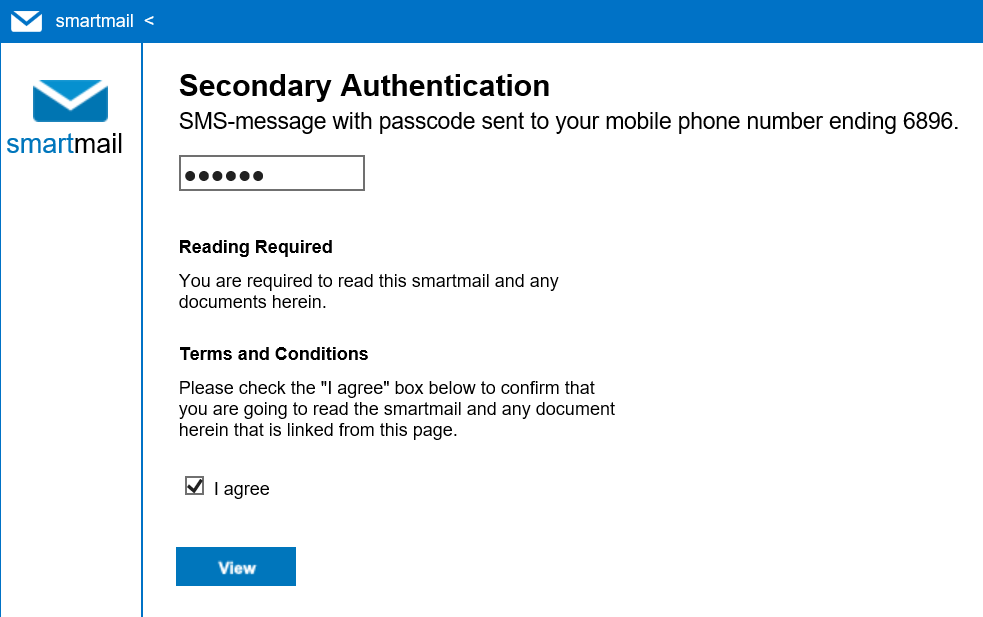 smartmail <
smartmail
Secondary Authentication
SMS-message with passcode sent to your mobile phone number ending 6896.
Reading Required
You are required to read this smartmail and any
documents herein.
Terms and Conditions
Please check the "I agree" box below to confirm that
you are going to read the smartmail and any document
herein that is linked from this page.
I agree
View